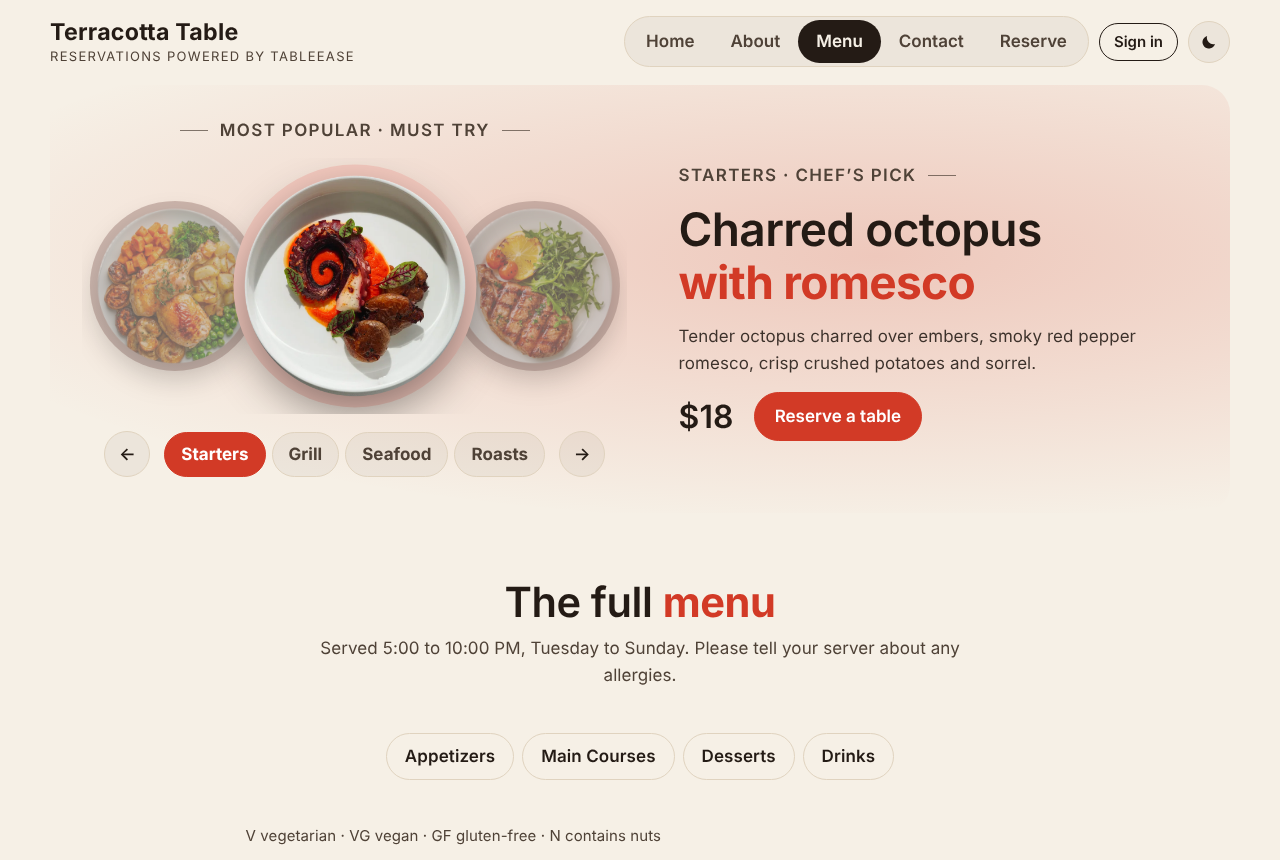 Terracotta Table
RESERVATIONS POWERED BY TABLEEASE
Home
About
Menu
Contact
Reserve
Sign in
MOST POPULAR · MUST TRY
Starters
Grill
Seafood
Roasts
STARTERS · CHEF’S PICK
Charred octopus
with romesco
Tender octopus charred over embers, smoky red pepper
romesco, crisp crushed potatoes and sorrel.
$18
Reserve a table
The full menu
Served 5:00 to 10:00 PM, Tuesday to Sunday. Please tell your server about any
allergies.
Appetizers
Main Courses
Desserts
Drinks
V vegetarian · VG vegan · GF gluten-free · N contains nuts